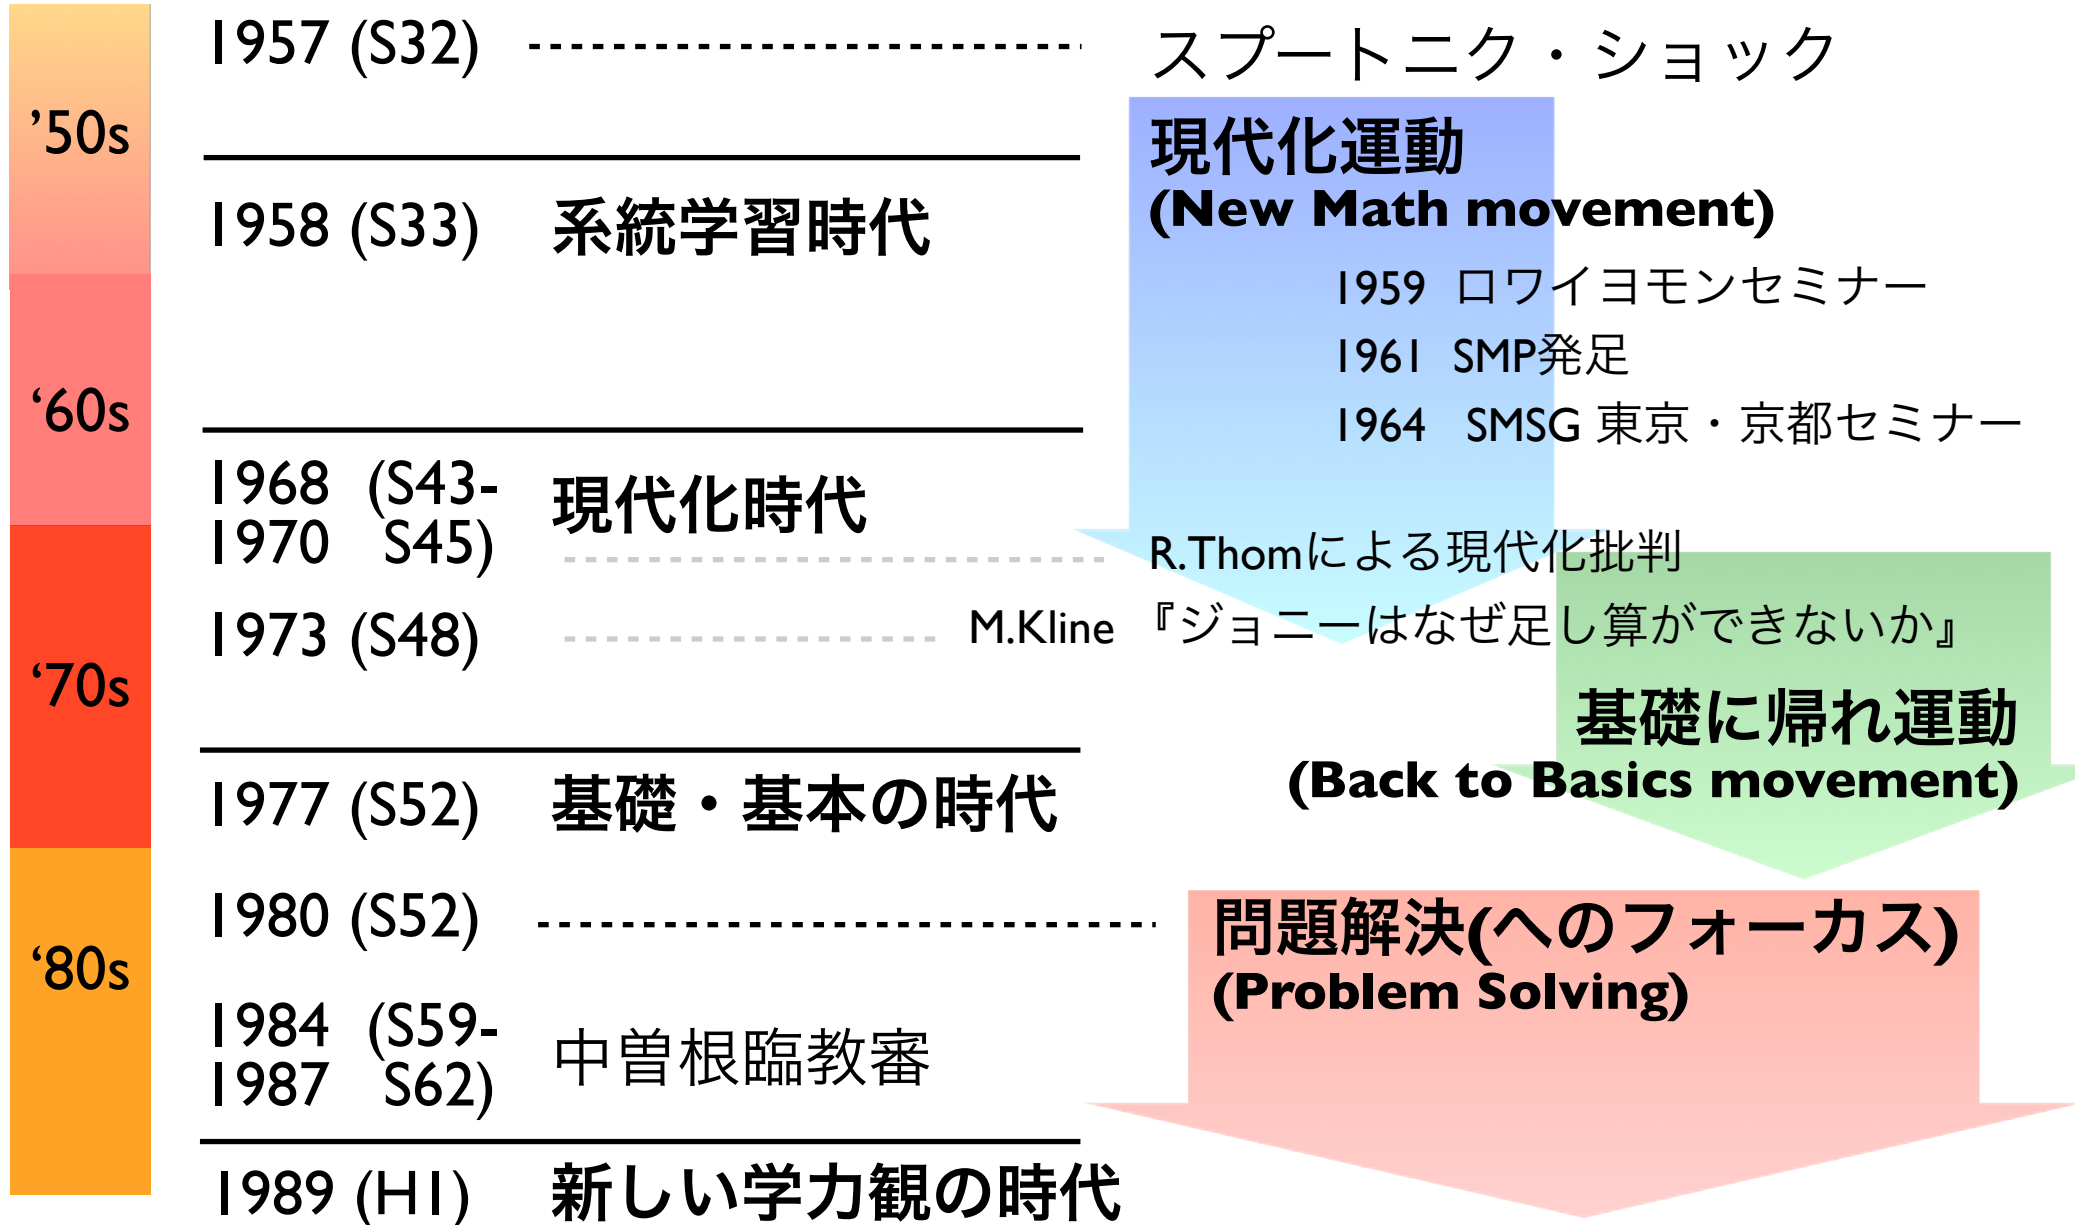 ’50s
‘60s
‘70s
‘80s
1957 (S32)
スプートニク・ショック
現代化運動
(New Math movement)
1958 (S33) 系統学習時代
1959 ロワイヨモンセミナー
1961 SMP発足
1964 SMSG 東京・京都セミナー
1968 (S43-
1970 S45)
現代化時代
R.Thomによる現代化批判
1973 (S48)
M.Kline 『ジョニーはなぜ足し算ができないか』
基礎に帰れ運動
(Back to Basics movement)
1977 (S52) 基礎・基本の時代
1980 (S52)
問題解決(へのフォーカス)
(Problem Solving)
1984 (S59-
1987 S62)
中曽根臨教審
1989 (H1) 新しい学力観の時代